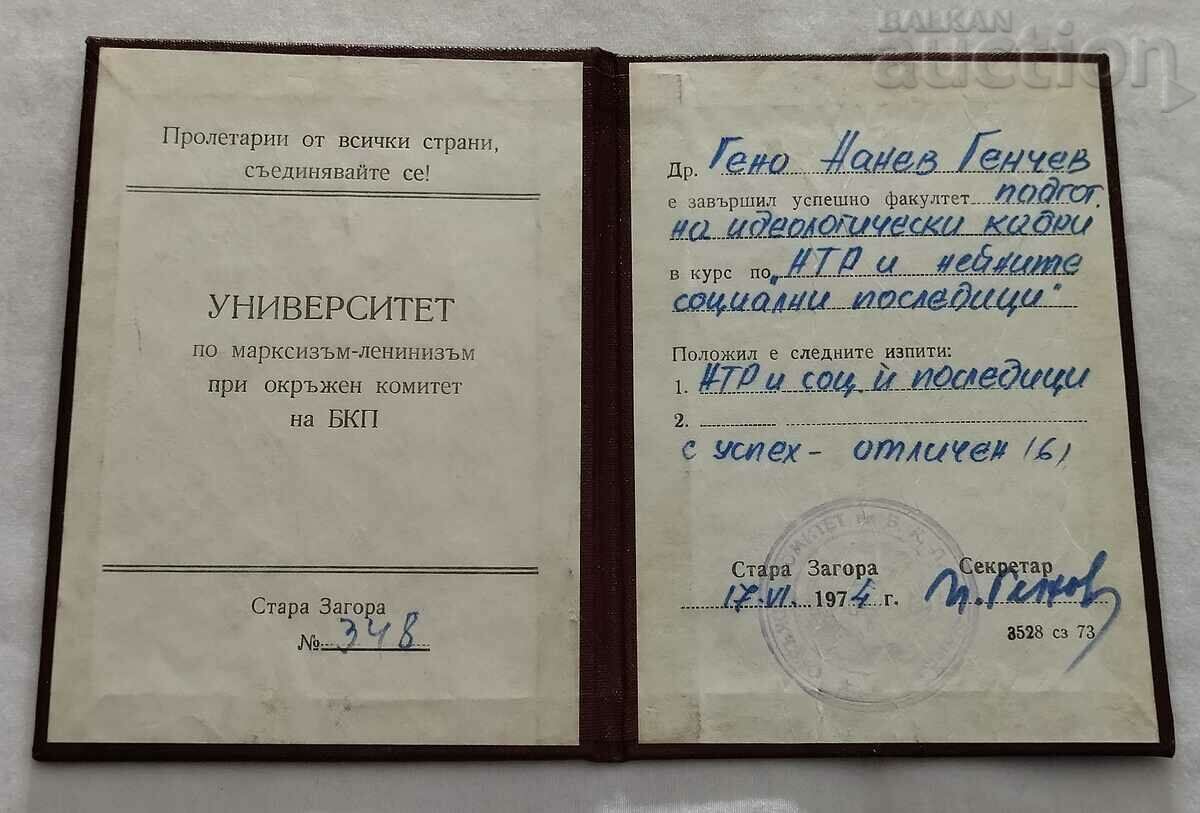 BALKAN
auction
Пролетарии от всички страни,
съединявайте се!
УНИВЕРСИТЕТ
по марксизъм-ленинизъм
при окръжен комитет
на БКП
Стара Загора
№ 348
Др. Гено Нанев Генчев
е завършил успешно факултет подгот.
на идеологически кадри
в курс по „НТР и нейните
социални последици“
Положил е следните изпити:
1. НТР и соц. ѝ последици
2.
с успех - отличен (6)
Стара Загора Секретар
17.VI. 1974 г.
3528 сз 73